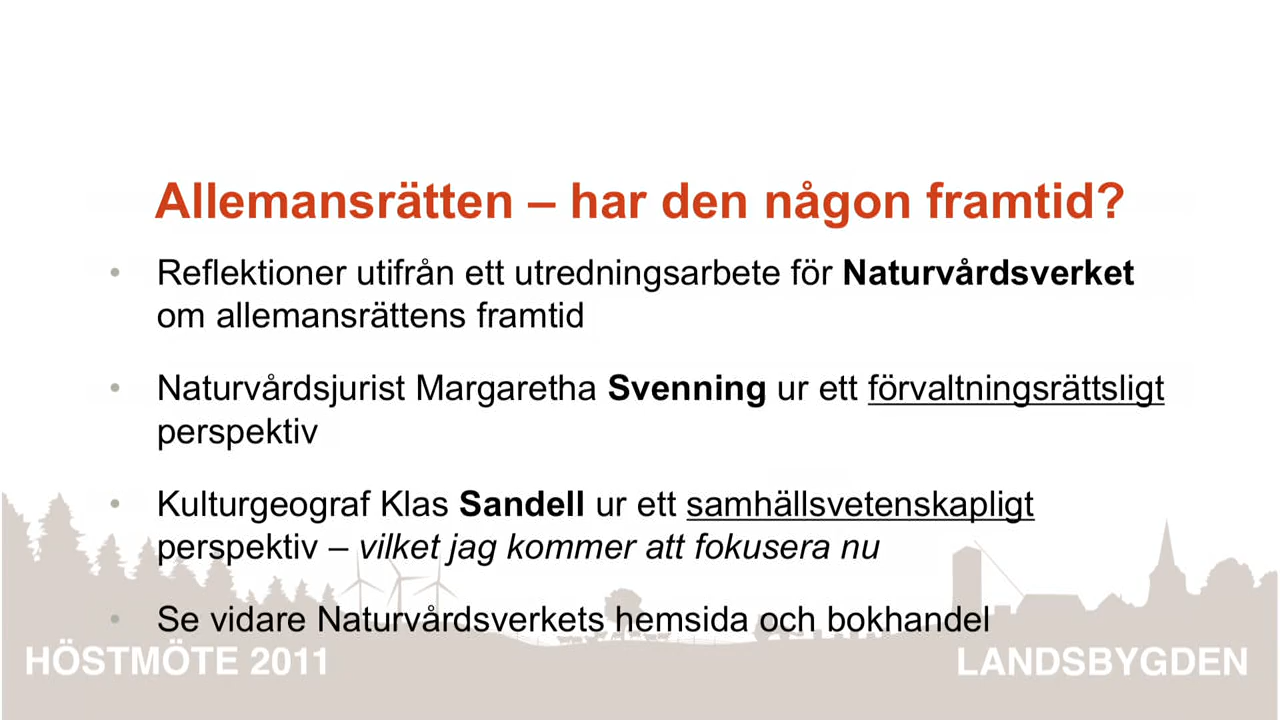 Allemansrätten – har den någon framtid?
• Reflektioner utifrån ett utredningsarbete för Naturvårdsverket
om allemansrättens framtid
• Naturvårdsjurist Margaretha Svenning ur ett förvaltningsrättsligt
perspektiv
• Kulturgeograf Klas Sandell ur ett samhällsvetenskapligt
perspektiv – vilket jag kommer att fokusera nu
• Se vidare Naturvårdsverkets hemsida och bokhandel
HÖSTMÖTE 2011
LANDSBYGDEN